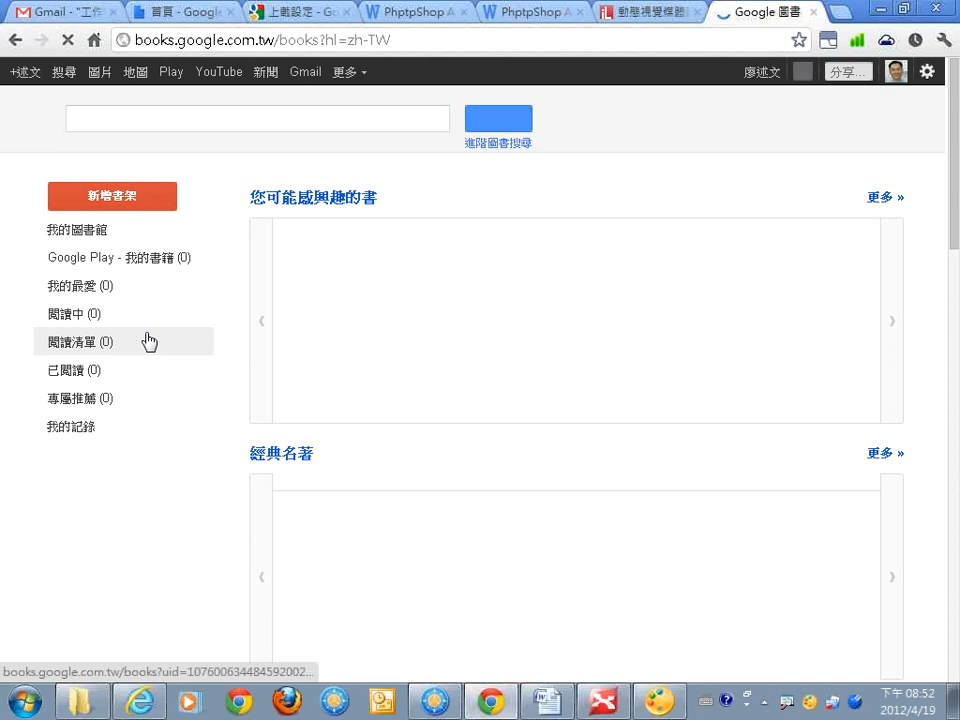 Gmail - "工作
首頁 - Google
上載設定 - Go
PhptpShop A
PhptpShop A
動態視覺媒體
Google 圖書
books.google.com.tw/books?hl=zh-TW
+述文 搜尋 圖片 地圖 Play YouTube 新聞 Gmail 更多
廖述文 分享...
進階圖書搜尋
新增書架
您可能感興趣的書 更多 »
我的圖書館
Google Play - 我的書籍 (0)
我的最愛 (0)
閱讀中 (0)
閱讀清單 (0)
已閱讀 (0)
專屬推薦 (0)
我的記錄
經典名著 更多 »
books.google.com.tw/books?uid=107600634484592002...
下午 08:52
2012/4/19